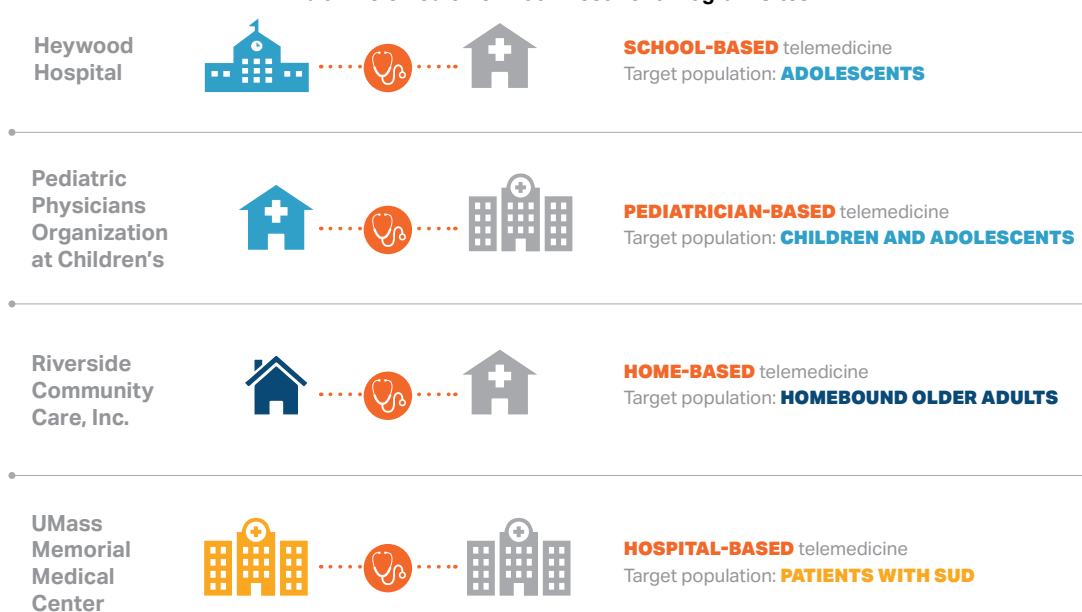 Heywood
Hospital
SCHOOL-BASED telemedicine
Target population: ADOLESCENTS
Pediatric
Physicians
Organization
at Children's
PEDIATRICIAN-BASED telemedicine
Target population: CHILDREN AND ADOLESCENTS
Riverside
Community
Care, Inc.
HOME-BASED telemedicine
Target population: HOMEBOUND OLDER ADULTS
UMass
Memorial
Medical
Center
HOSPITAL-BASED telemedicine
Target population: PATIENTS WITH SUD